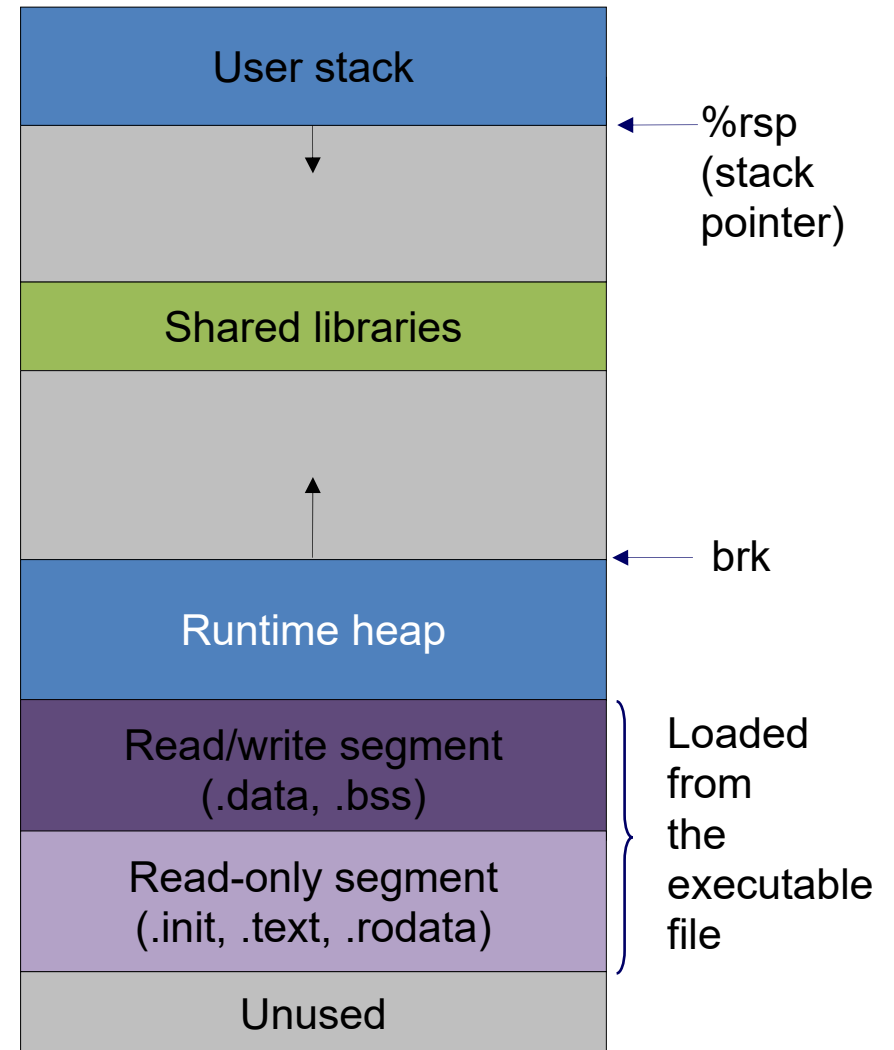 User stack
%rsp
(stack
pointer)
Shared libraries
brk
Runtime heap
Read/write segment
(.data, .bss)
Loaded
from
the
executable
file
Read-only segment
(.init, .text, .rodata)
Unused